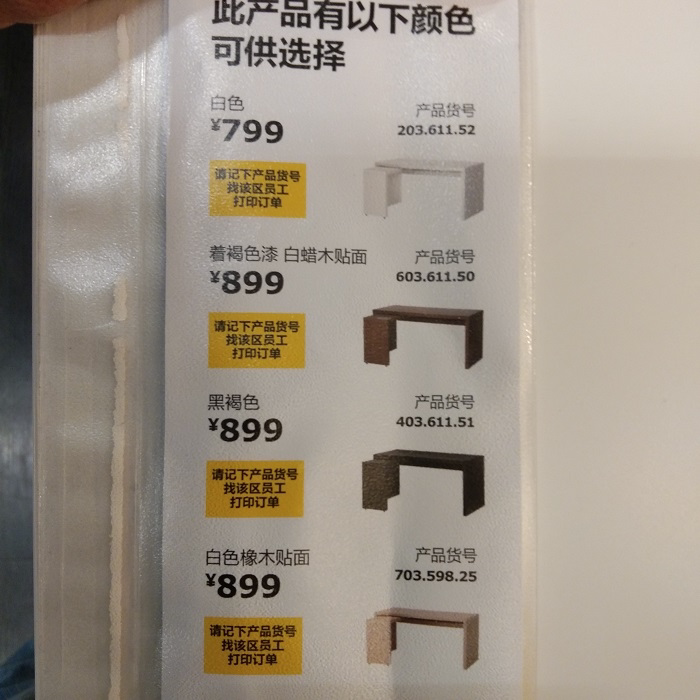 此产品有以下颜色
可供选择
白色
产品货号
¥799
203.611.52
请记下产品货号
找该区员工
打印订单
着褐色漆 白蜡木贴面
产品货号
¥899
603.611.50
请记下产品货号
找该区员工
打印订单
黑褐色
产品货号
¥899
403.611.51
请记下产品货号
找该区员工
打印订单
白色橡木贴面
产品货号
¥899
703.598.25
请记下产品货号
找该区员工
打印订单